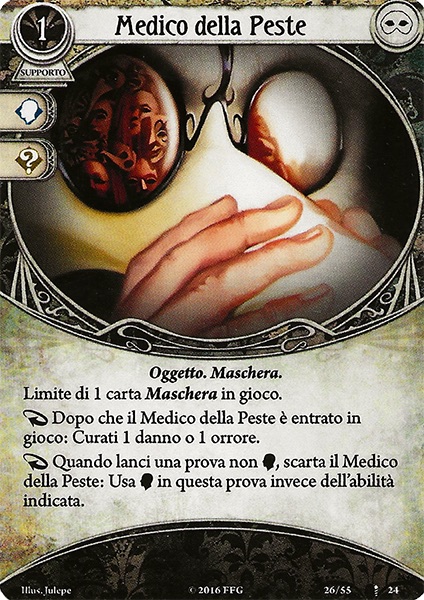 Medico della Peste
1
SUPPORTO
?
Oggetto. Maschera.
Limite di 1 carta Maschera in gioco.
Dopo che il Medico della Peste è entrato in
gioco: Curati 1 danno o 1 orrore.
Quando lanci una prova non , scarta il Medico
della Peste: Usa in questa prova invece dell'abilità
indicata.
Illus. Julepe © 2016 FFG 26/55 24